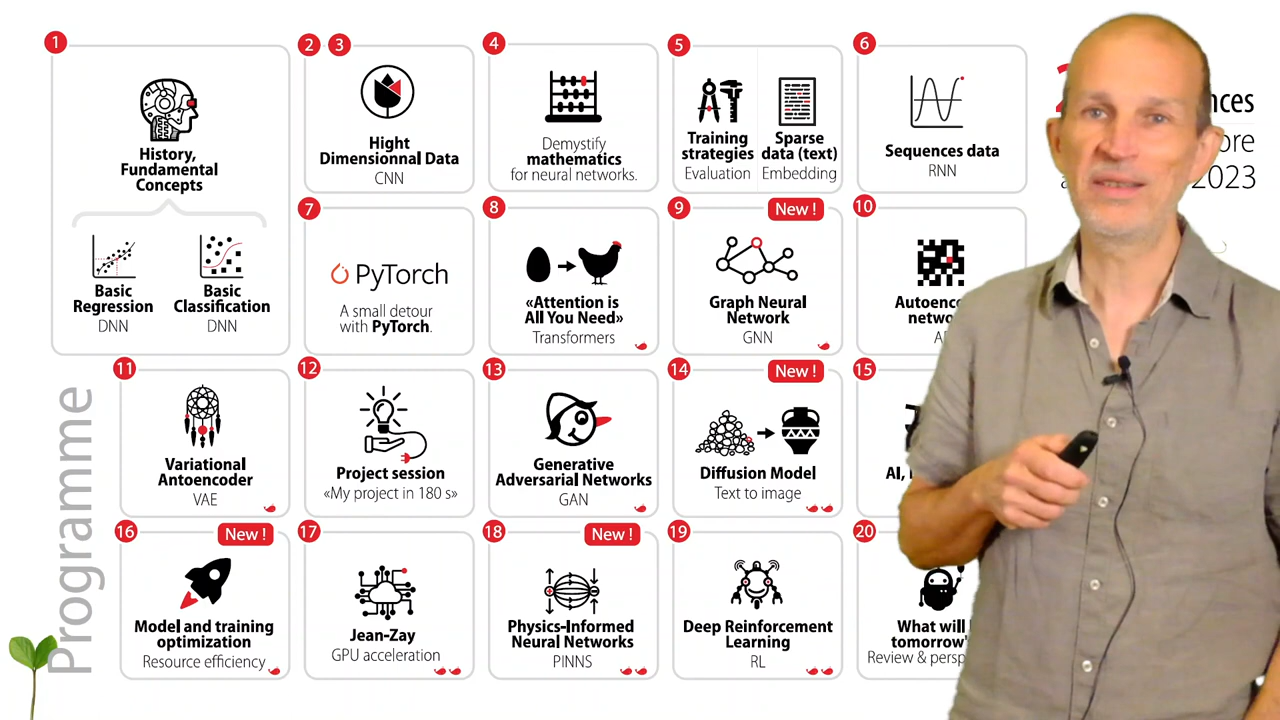 1
History,
Fundamental
Concepts
Basic
Regression
DNN
Basic
Classification
DNN
2
3
Hight
Dimensionnal Data
CNN
4
Demystify
mathematics
for neural networks.
5
Training
strategies
Evaluation
Sparse
data (text)
Embedding
6
Sequences data
RNN
2023
7
PyTorch
A small detour
with PyTorch.
8
«Attention is
All You Need»
Transformers
9
New !
Graph Neural
Network
GNN
10
Programme
11
Variational
Antoencoder
VAE
12
Project session
«My project in 180 s»
13
Generative
Adversarial Networks
GAN
14
New !
Diffusion Model
Text to image
15
AI,
16
New !
Model and training
optimization
Resource efficiency
17
Jean-Zay
GPU acceleration
18
New !
Physics-Informed
Neural Networks
PINNS
19
Deep Reinforcement
Learning
RL
20
What will
tomorrow'
Review &